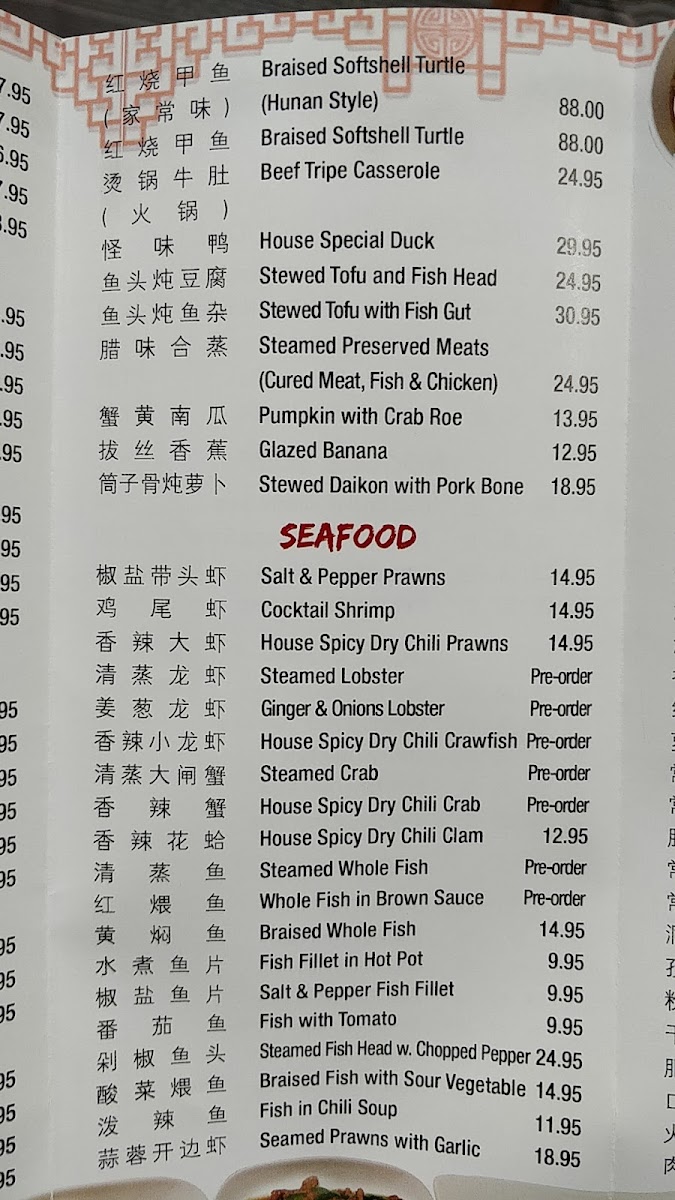 红烧甲鱼 Braised Softshell Turtle
(家常味) (Hunan Style) 88.00
红烧甲鱼 Braised Softshell Turtle 88.00
烫锅牛肚 Beef Tripe Casserole 24.95
(火锅)
怪味鸭 House Special Duck 29.95
鱼头炖豆腐 Stewed Tofu and Fish Head 24.95
鱼头炖鱼杂 Stewed Tofu with Fish Gut 30.95
腊味合蒸 Steamed Preserved Meats
(Cured Meat, Fish & Chicken) 24.95
蟹黄南瓜 Pumpkin with Crab Roe 13.95
拔丝香蕉 Glazed Banana 12.95
筒子骨炖萝卜 Stewed Daikon with Pork Bone 18.95
SEAFOOD
椒盐带头虾 Salt & Pepper Prawns 14.95
鸡尾虾 Cocktail Shrimp 14.95
香辣大虾 House Spicy Dry Chili Prawns 14.95
清蒸龙虾 Steamed Lobster Pre-order
姜葱龙虾 Ginger & Onions Lobster Pre-order
香辣小龙虾 House Spicy Dry Chili Crawfish Pre-order
清蒸大闸蟹 Steamed Crab Pre-order
香辣蟹 House Spicy Dry Chili Crab Pre-order
香辣花蛤 House Spicy Dry Chili Clam 12.95
清蒸鱼 Steamed Whole Fish Pre-order
红煨鱼 Whole Fish in Brown Sauce Pre-order
黄焖鱼 Braised Whole Fish 14.95
水煮鱼片 Fish Fillet in Hot Pot 9.95
椒盐鱼片 Salt & Pepper Fish Fillet 9.95
番茄鱼 Fish with Tomato 9.95
剁椒鱼头 Steamed Fish Head w. Chopped Pepper 24.95
酸菜煨鱼 Braised Fish with Sour Vegetable 14.95
泼辣鱼 Fish in Chili Soup 11.95
蒜蓉开边虾 Seamed Prawns with Garlic 18.95